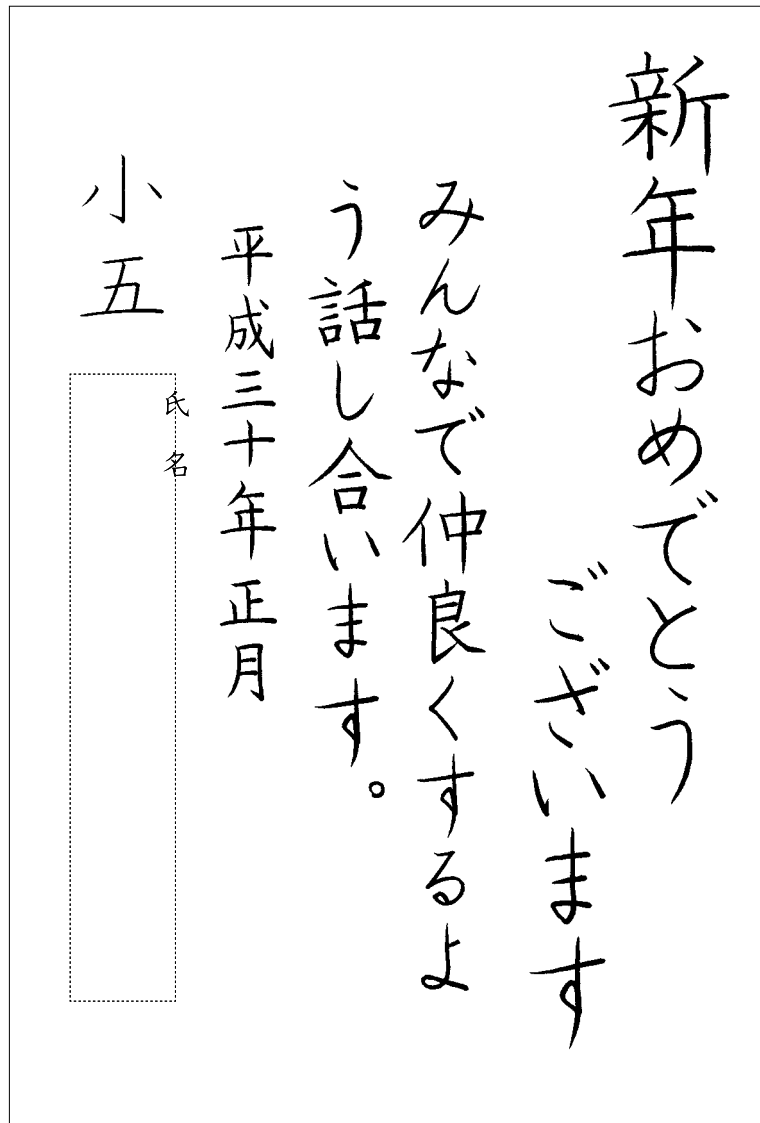 新年おめでとう
ございます
みんなで仲良くするよ
う話し合います。
平成三十年正月
氏名
小五